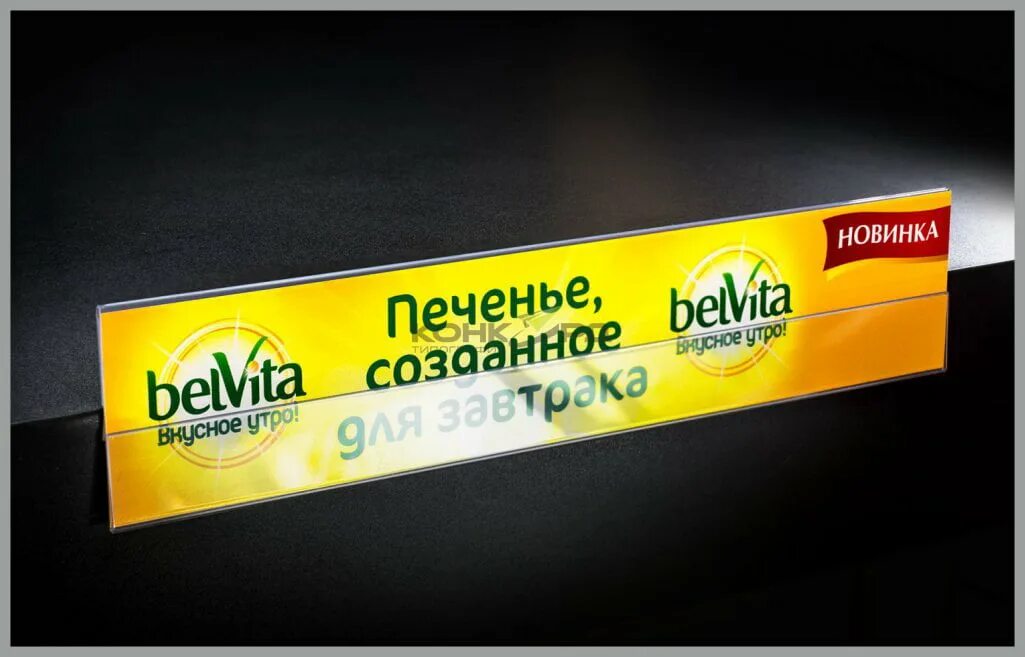 НОВИНКА
Печенье,
созданное
для завтрака
belVita
Вкусное утро!
belVita
Вкусное утро!